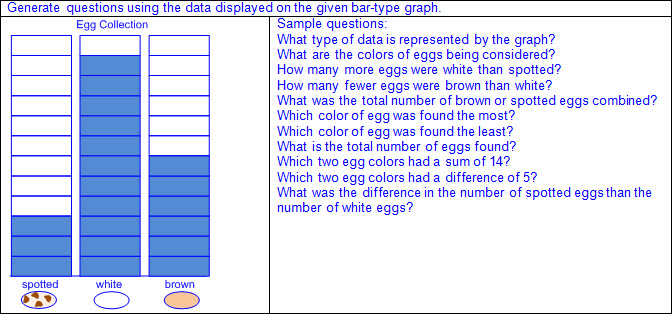 Generate questions using the data displayed on the given bar-type graph.
Egg Collection
spotted
white
brown
Sample questions:
What type of data is represented by the graph?
What are the colors of eggs being considered?
How many more eggs were white than spotted?
How many fewer eggs were brown than white?
What was the total number of brown or spotted eggs combined?
Which color of egg was found the most?
Which color of egg was found the least?
What is the total number of eggs found?
Which two egg colors had a sum of 14?
Which two egg colors had a difference of 5?
What was the difference in the number of spotted eggs than the
number of white eggs?